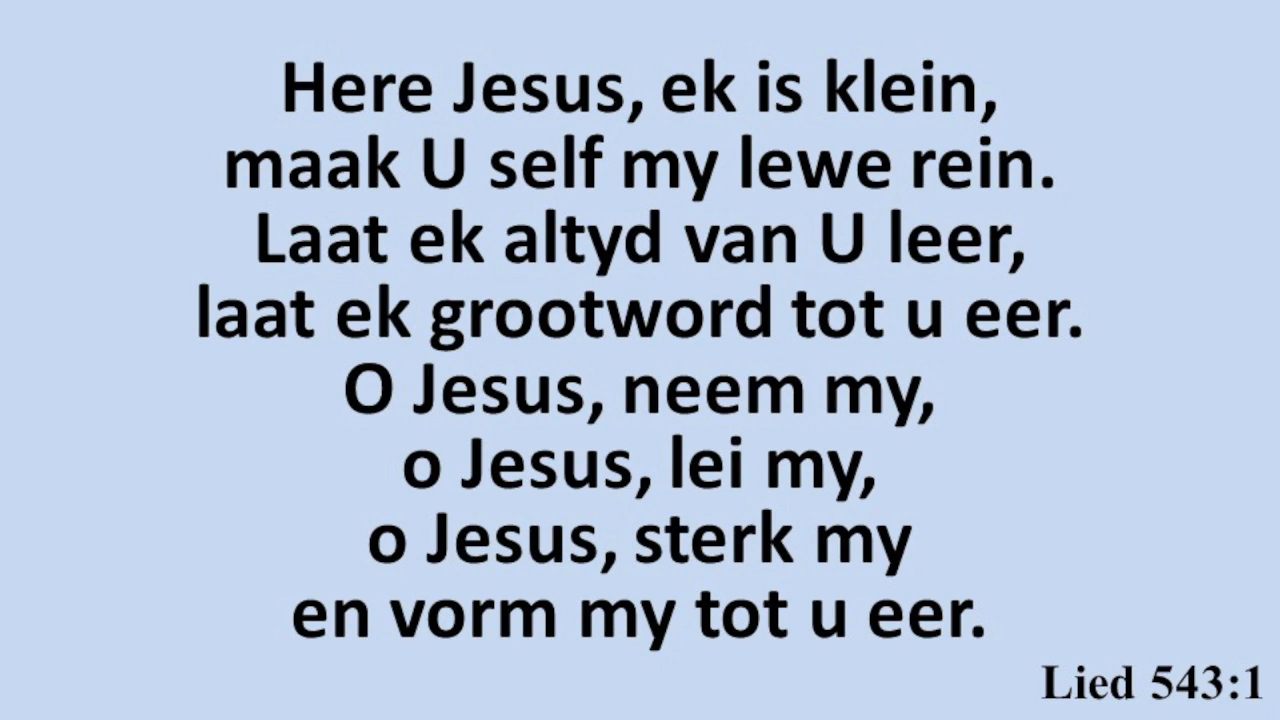 Here Jesus, ek is klein,
maak U self my lewe rein.
Laat ek altyd van U leer,
laat ek grootword tot u eer.
O Jesus, neem my,
o Jesus, lei my,
o Jesus, sterk my
en vorm my tot u eer.
Lied 543:1